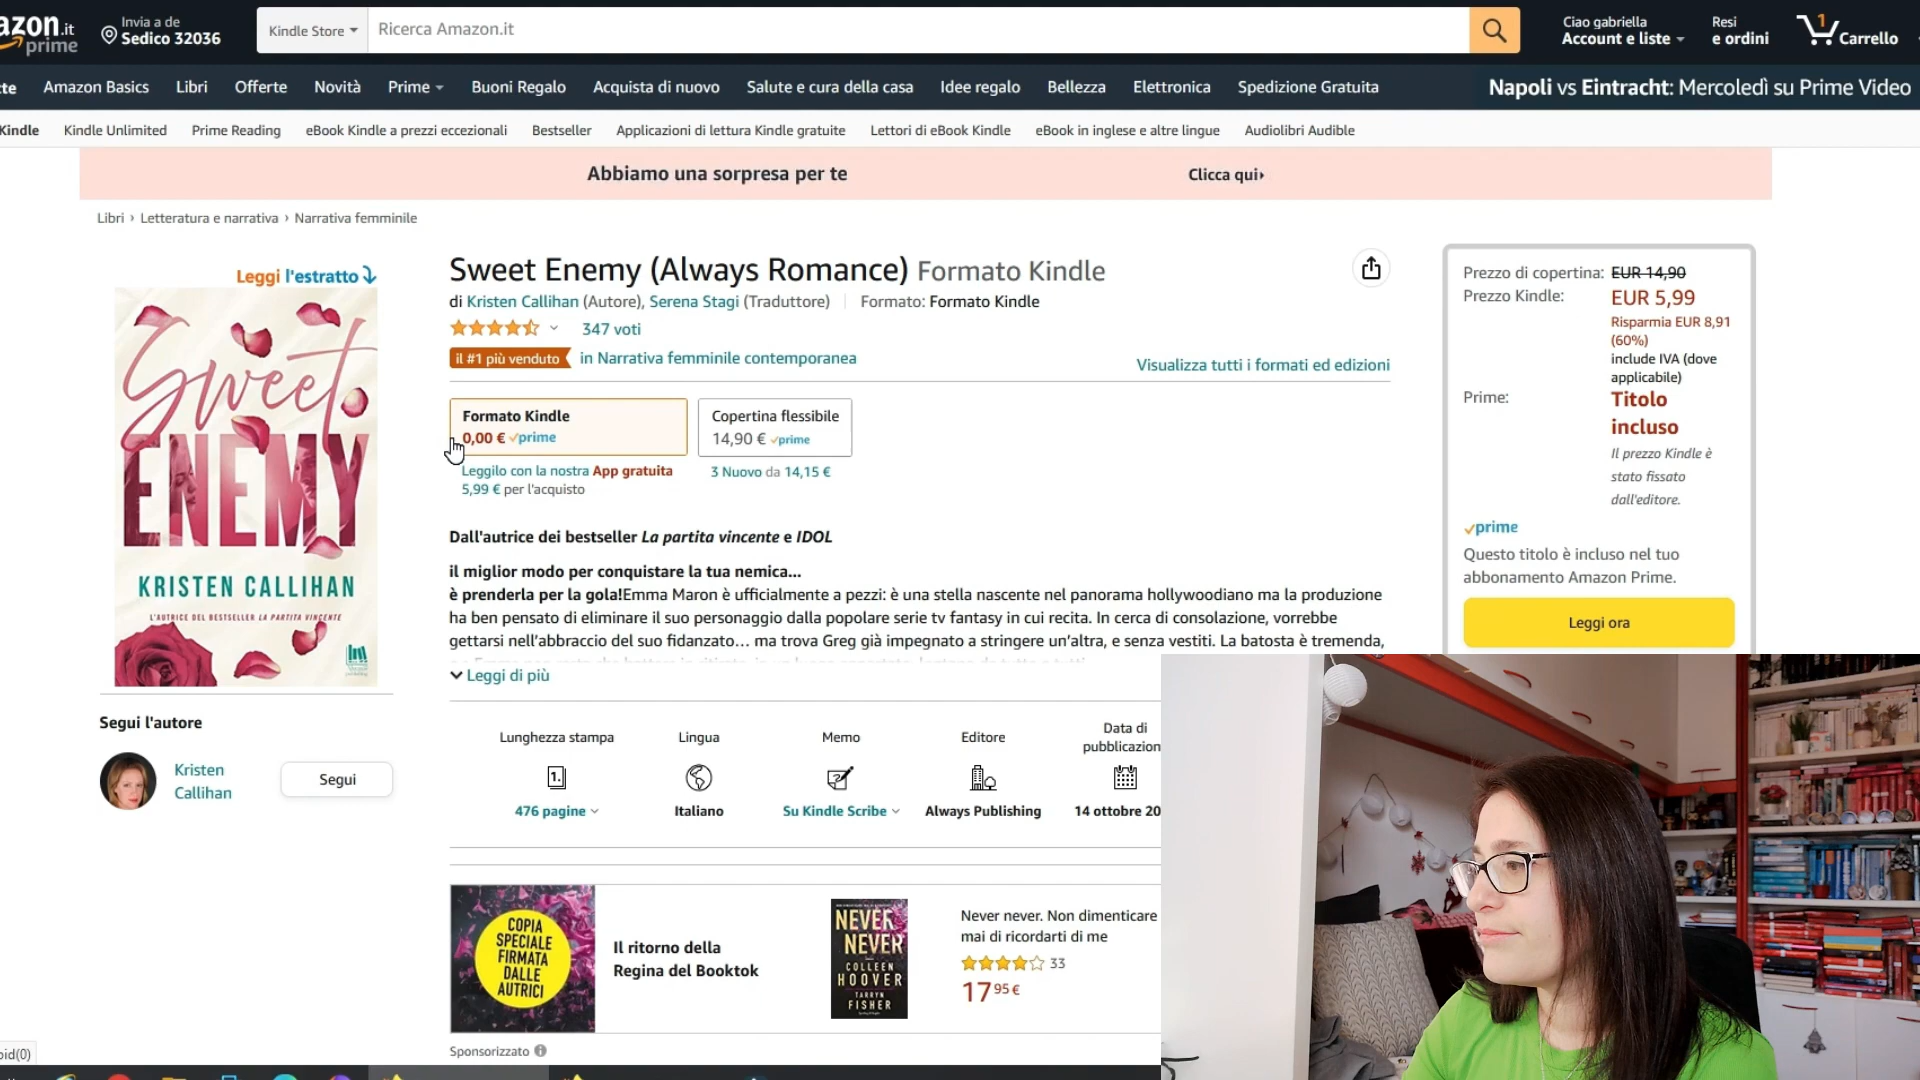 azon.it
prime
Invia a de
Sedico 32036
Kindle Store
Ricerca Amazon.it
Ciao gabriella
Account e liste
Resi
e ordini
1
Carrello
Amazon Basics
Libri
Offerte
Novità
Prime
Buoni Regalo
Acquista di nuovo
Salute e cura della casa
Idee regalo
Bellezza
Elettronica
Spedizione Gratuita
Napoli vs Eintracht: Mercoledì su Prime Video
Kindle
Kindle Unlimited
Prime Reading
eBook Kindle a prezzi eccezionali
Bestseller
Applicazioni di lettura Kindle gratuite
Lettori di eBook Kindle
eBook in inglese e altre lingue
Audiolibri Audible
Abbiamo una sorpresa per te
Clicca qui›
Libri › Letteratura e narrativa › Narrativa femminile
Leggi l'estratto
Sweet
ENEMY
KRISTEN CALLIHAN
L'AUTRICE DEL BESTSELLER LA PARTITA VINCENTE
Segui l'autore
Kristen
Callihan
Segui
Sweet Enemy (Always Romance) Formato Kindle
di Kristen Callihan (Autore), Serena Stagi (Traduttore) | Formato: Formato Kindle
347 voti
il #1 più venduto in Narrativa femminile contemporanea
Visualizza tutti i formati ed edizioni
Formato Kindle
0,00 € prime
Leggilo con la nostra App gratuita
5,99 € per l'acquisto
Copertina flessibile
14,90 € prime
3 Nuovo da 14,15 €
Dall'autrice dei bestseller La partita vincente e IDOL
il miglior modo per conquistare la tua nemica...
è prenderla per la gola!Emma Maron è ufficialmente a pezzi: è una stella nascente nel panorama hollywoodiano ma la produzione
ha ben pensato di eliminare il suo personaggio dalla popolare serie tv fantasy in cui recita. In cerca di consolazione, vorrebbe
gettarsi nell'abbraccio del suo fidanzato… ma trova Greg già impegnato a stringere un'altra, e senza vestiti. La batosta è tremenda,
Leggi di più
Lunghezza stampa
476 pagine
Lingua
Italiano
Memo
Su Kindle Scribe
Editore
Always Publishing
Data di
pubblicazion
14 ottobre 20
COPIA
SPECIALE
FIRMATA
DALLE
AUTRICI
Il ritorno della
Regina del Booktok
NEVER
NEVER
COLLEEN
HOOVER
TARRYN
FISHER
Never never. Non dimenticare
mai di ricordarti di me
33
17 95 €
Sponsorizzato
Prezzo di copertina: EUR 14,90
Prezzo Kindle: EUR 5,99
Risparmia EUR 8,91
(60%)
include IVA (dove
applicabile)
Prime: Titolo
incluso
Il prezzo Kindle è
stato fissato
dall'editore.
prime
Questo titolo è incluso nel tuo
abbonamento Amazon Prime.
Leggi ora
oid(0)